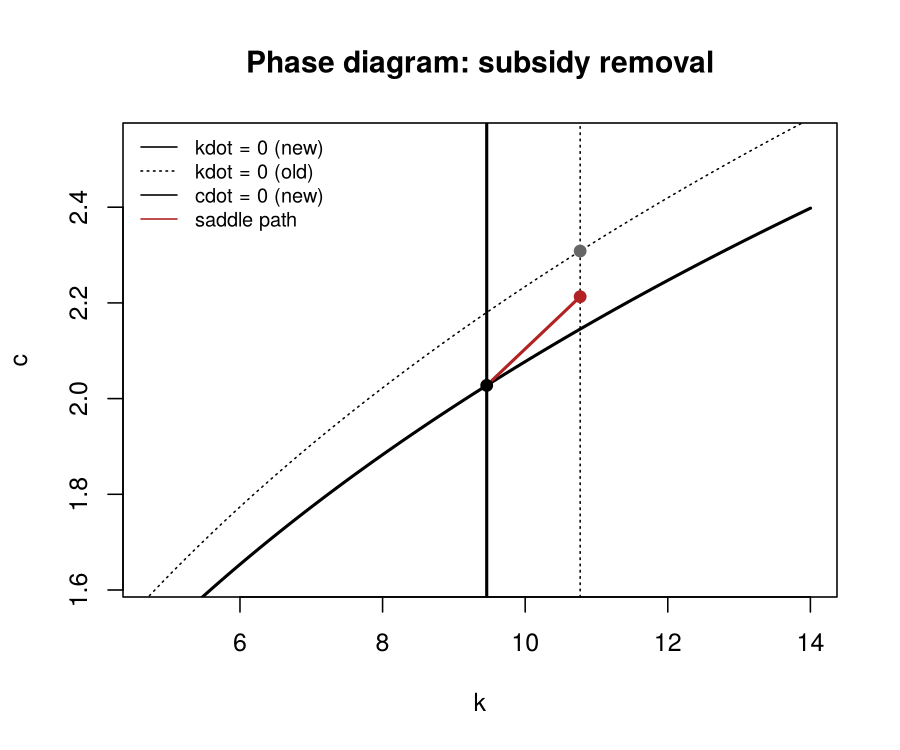 Phase diagram: subsidy removal
kdot = 0 (new)
kdot = 0 (old)
cdot = 0 (new)
saddle path
c
2.4
2.2
2.0
1.8
1.6
6 8 10 12 14
k